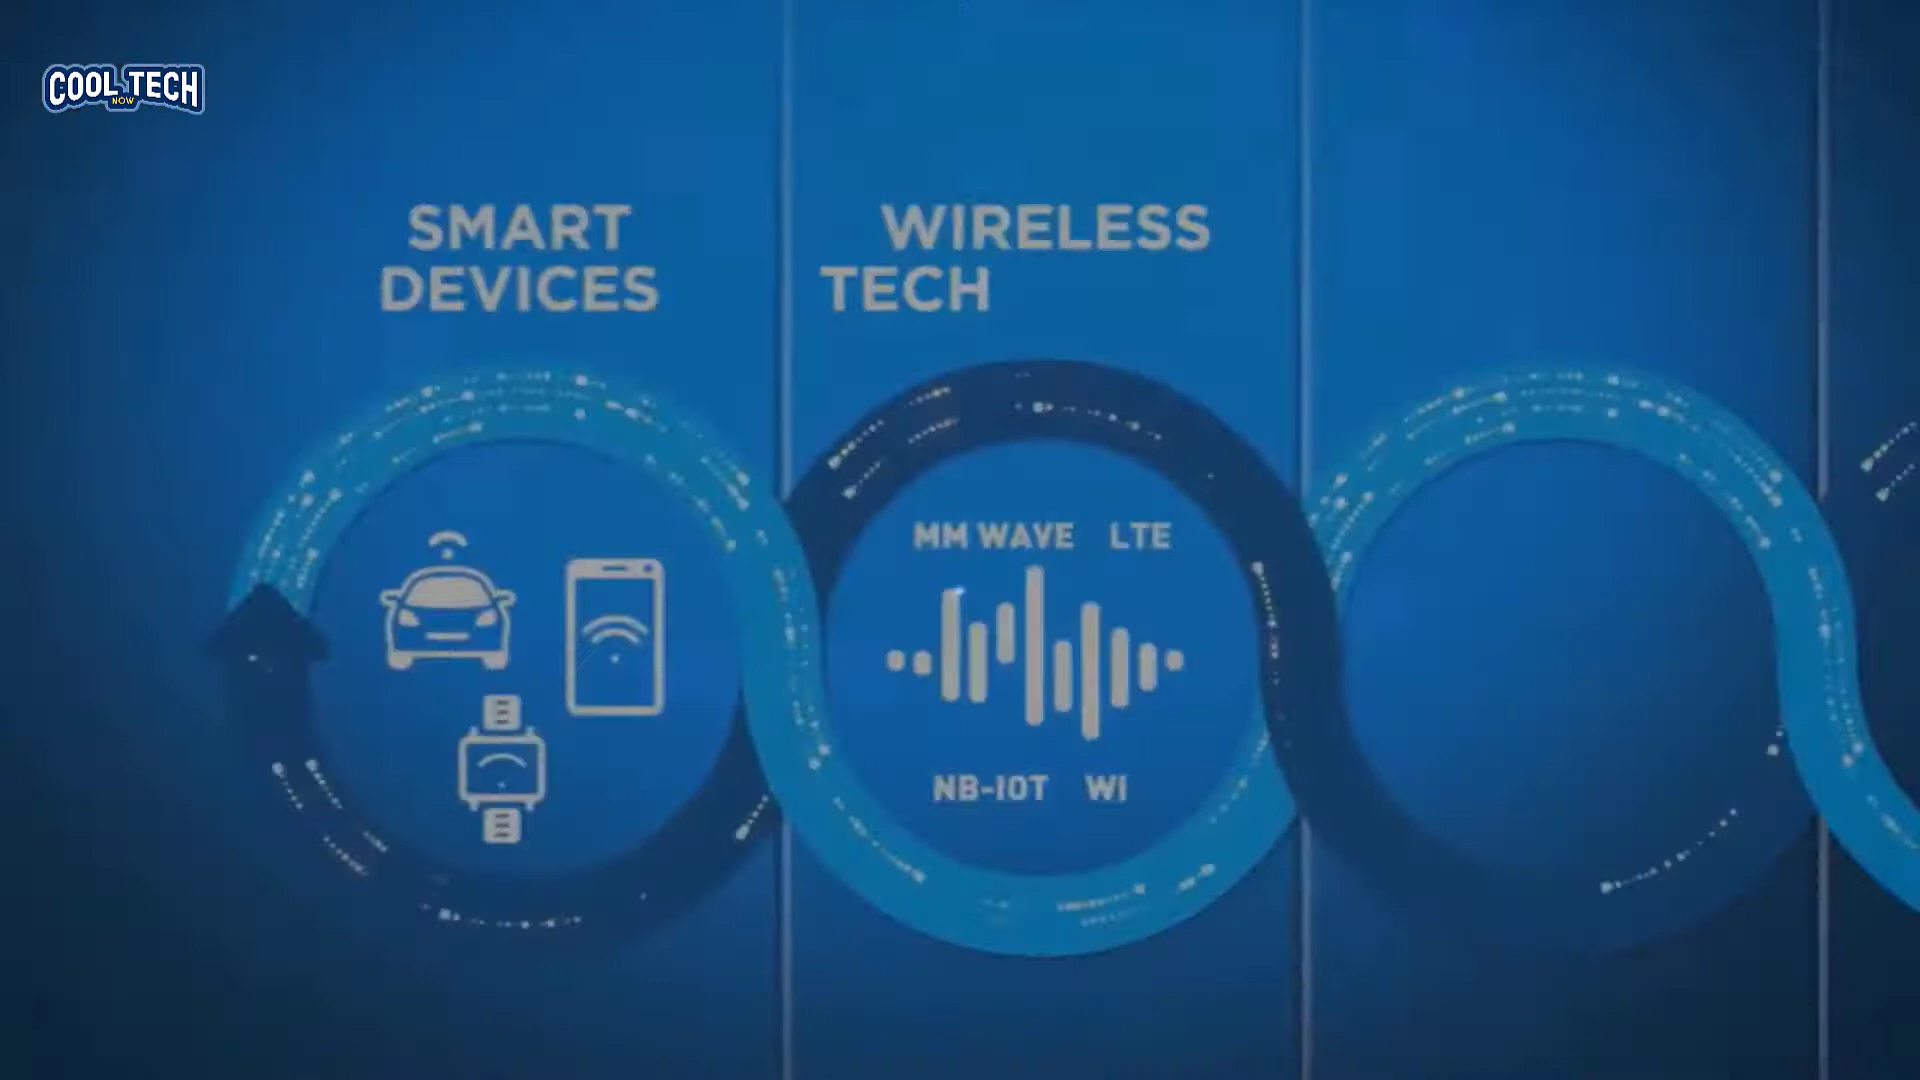 COOL TECH
NOW
SMART
DEVICES
WIRELESS
TECH
MM WAVE LTE
NB-IOT WI